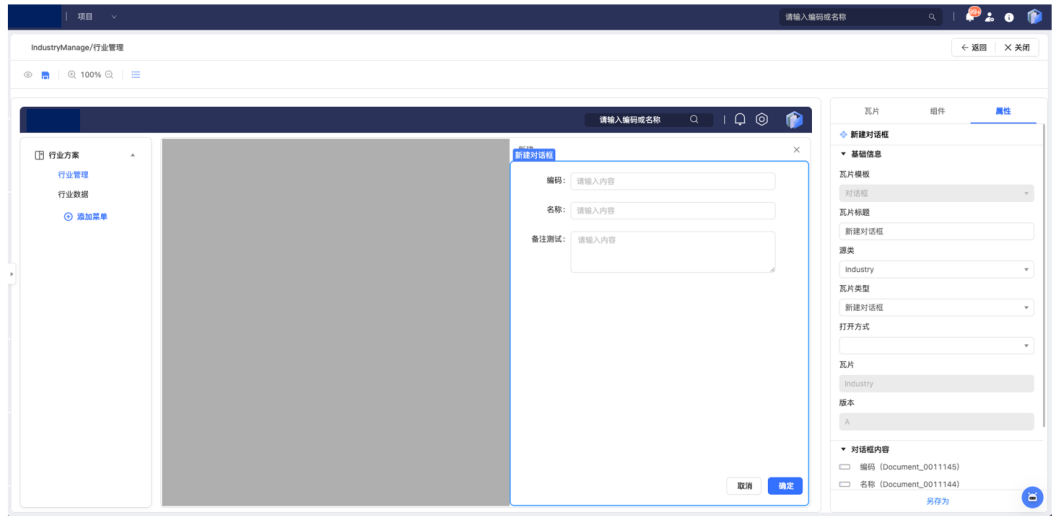 项目
请输入编码或名称
99+
IndustryManage/行业管理
返回
关闭
100%
请输入编码或名称
行业方案
行业管理
行业数据
添加菜单
新建对话框
编码:
请输入内容
名称:
请输入内容
备注测试:
请输入内容
取消
确定
瓦片
组件
属性
新建对话框
基础信息
瓦片模板
对话框
瓦片标题
新建对话框
源类
Industry
瓦片类型
新建对话框
打开方式
瓦片
Industry
版本
A
对话框内容
编码 (Document_0011145)
名称 (Document_0011144)
另存为